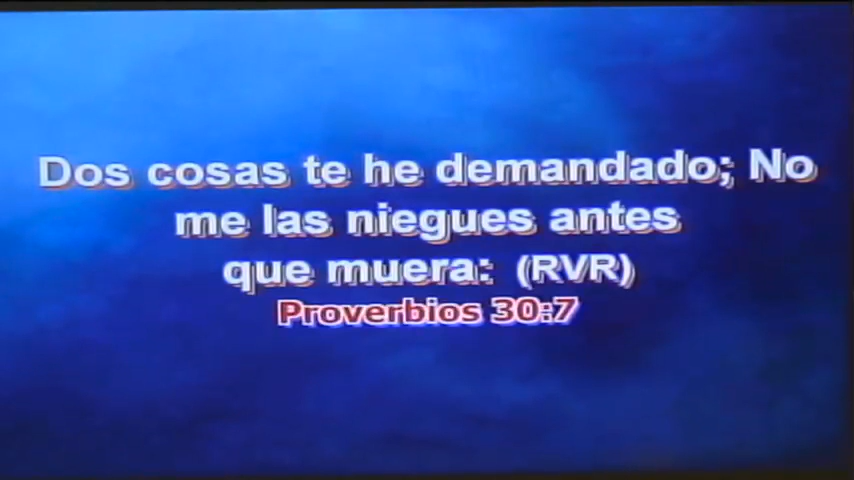 Dos cosas te he demandado; No
me las niegues antes
que muera: (RVR)
Proverbios 30:7